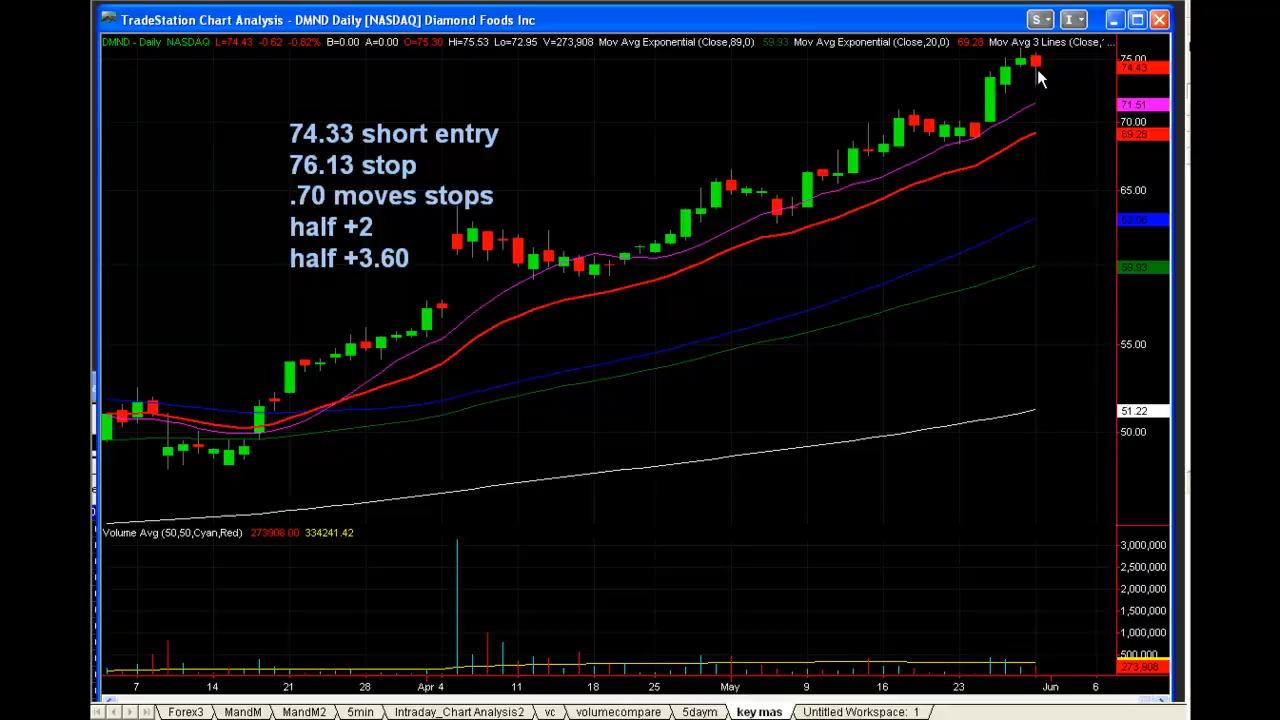 TradeStation Chart Analysis - DMND Daily [NASDAQ] Diamond Foods Inc
S
I
DMND - Daily NASDAQ L=74.43 -0.62 -0.82% B=0.00 A=0.00 O=75.30 Hi=75.53 Lo=72.95 V=273,908 Mov Avg Exponential (Close,89,0) 59.93 Mov Avg Exponential (Close,20,0) 69.28 Mov Avg 3 Lines (Close,...
75.00
74.43
74.33 short entry
76.13 stop
.70 moves stops
half +2
half +3.60
71.51
70.00
69.28
65.00
59.93
55.00
51.22
50.00
Volume Avg (50,50,Cyan,Red) 273908.00 334241.42
3,000,000
2,500,000
2,000,000
1,500,000
1,000,000
500,000
273,908
7 14 21 28 Apr 4 11 18 25 May 9 16 23 Jun 6
Forex3 MandM MandM2 5min Intraday_Chart Analysis2 vc volumecompare 5daym key mas Untitled Workspace: 1